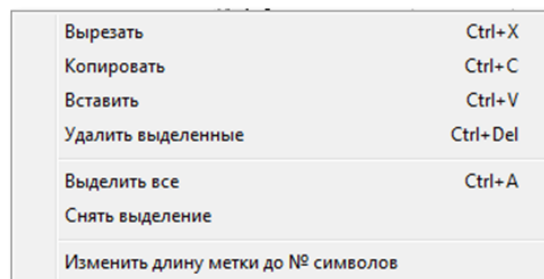 Вырезать Ctrl+X
Копировать Ctrl+C
Вставить Ctrl+V
Удалить выделенные Ctrl+Del
Выделить все Ctrl+A
Снять выделение
Изменить длину метки до № символов